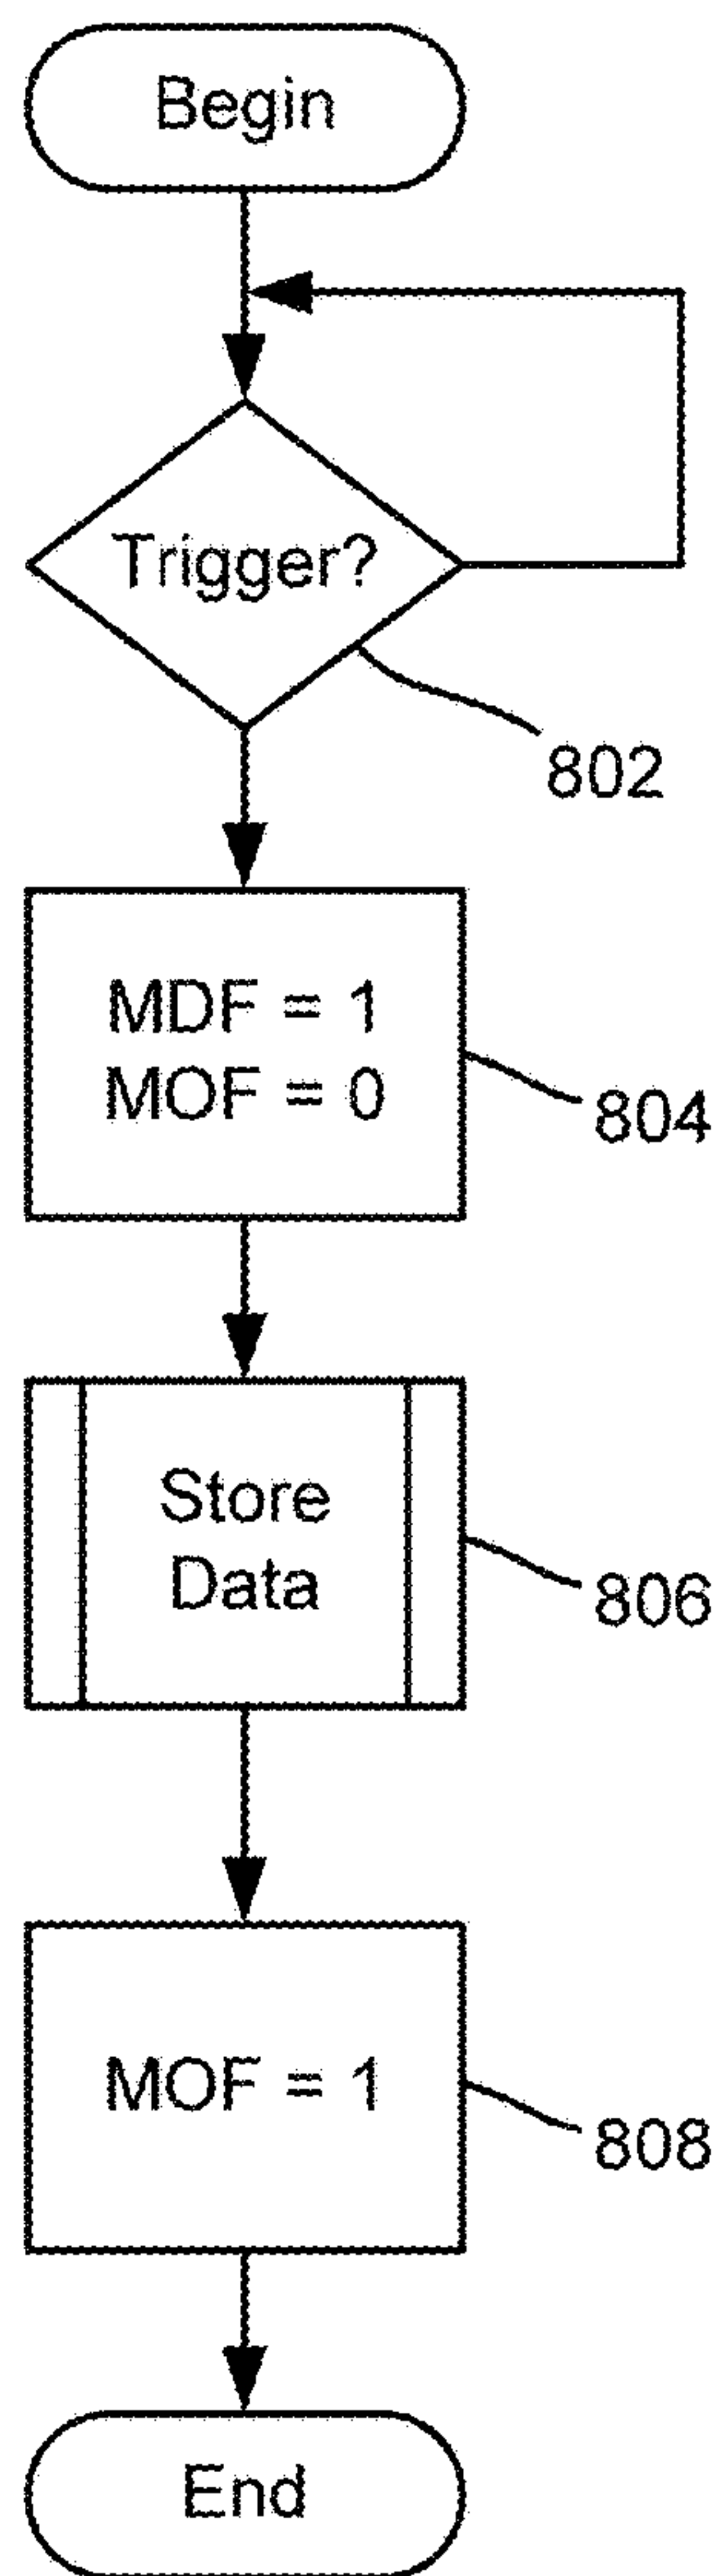 Begin
Trigger?
802
MDF = 1
MOF = 0
804
Store
Data
806
MOF = 1
808
End